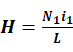 H = N₁i₁ / L